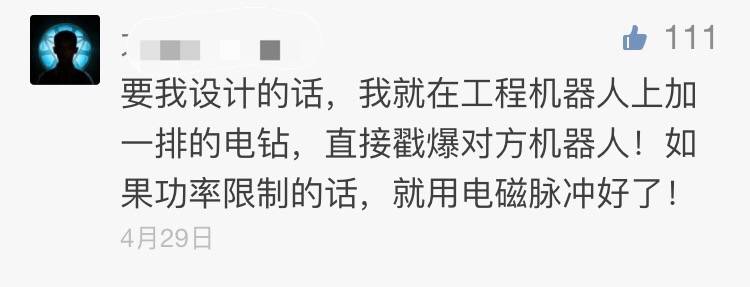 111
要我设计的话，我就在工程机器人上加
一排的电钻，直接戳爆对方机器人！如
果功率限制的话，就用电磁脉冲好了！
4月29日